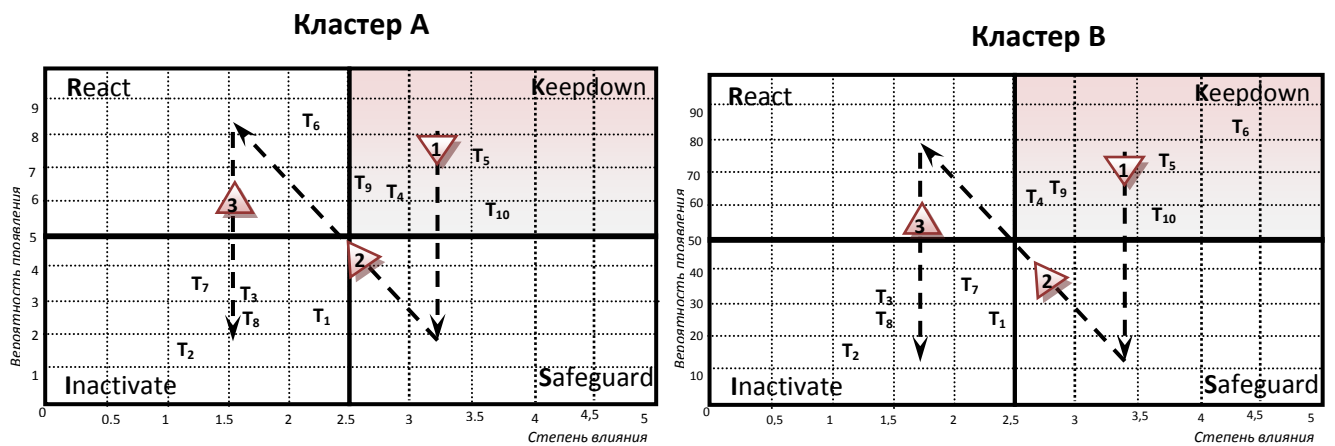 Кластер A
React
Keepdown
9
8
7
6
5
4
3
2
1
T6
1
T5
T9
T4
T10
3
2
T7
T3
T8
T1
T2
Inactivate
Safeguard
0
0,5
1
1.5
2
2.5
3
3,5
4
4,5
5
Вероятность проявления
Степень влияния
Кластер B
React
Keepdown
90
80
70
60
50
40
30
20
10
T6
1
T5
T9
T4
T10
3
2
T7
T3
T8
T1
T2
Inactivate
Safeguard
0
0,5
1
1.5
2
2,5
3
3,5
4
4,5
5
Вероятность проявления
Степень влияния